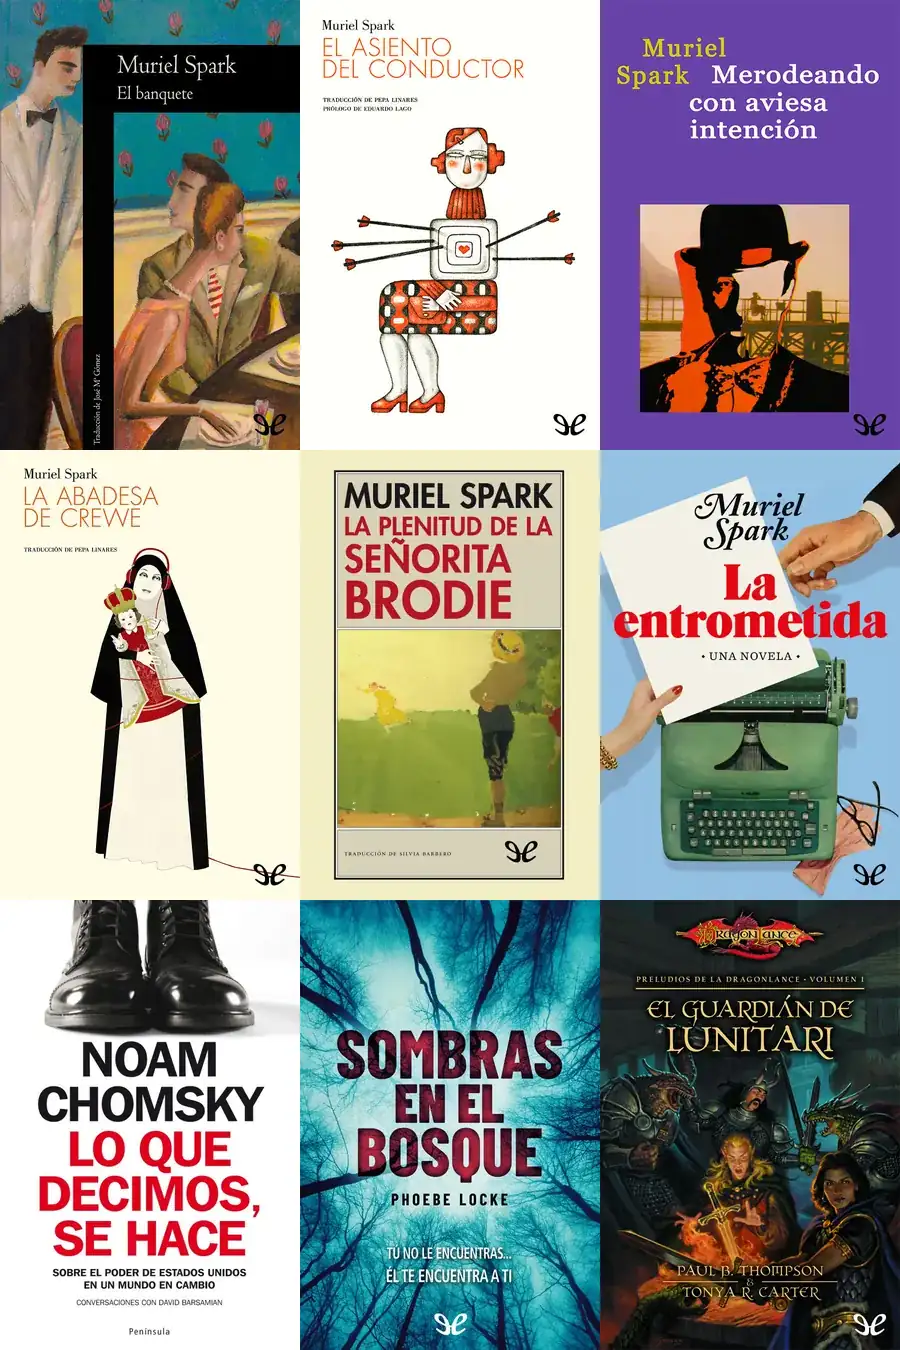 Muriel Spark
El banquete
Traducción de José Mª Gómez
Muriel Spark
EL ASIENTO
DEL CONDUCTOR
TRADUCCIÓN DE PEPA LINARES
PRÓLOGO DE EDUARDO LAGO
Muriel
Spark Merodeando
con aviesa
intención
Muriel Spark
LA ABADESA
DE CREWE
TRADUCCIÓN DE PEPA LINARES
MURIEL SPARK
LA PLENITUD DE LA
SEÑORITA
BRODIE
TRADUCCIÓN DE SILVIA BARBERO
Muriel
Spark
La
entrometida
• UNA NOVELA •
NOAM
CHOMSKY
LO QUE
DECIMOS,
SE HACE
SOBRE EL PODER DE ESTADOS UNIDOS
EN UN MUNDO EN CAMBIO
CONVERSACIONES CON DAVID BARSAMIAN
Península
SOMBRAS
EN EL
BOSQUE
PHOEBE LOCKE
TÚ NO LE ENCUENTRAS...
ÉL TE ENCUENTRA A TI
DRAGONLANCE
PRELUDIOS DE LA DRAGONLANCE • VOLUMEN I
EL GUARDIÁN DE
LUNITARI
PAUL B. THOMPSON
&
TONYA R. CARTER